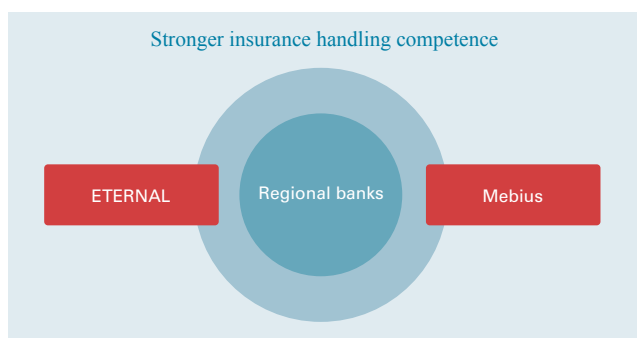 Stronger insurance handling competence
ETERNAL
Regional banks
Mebius